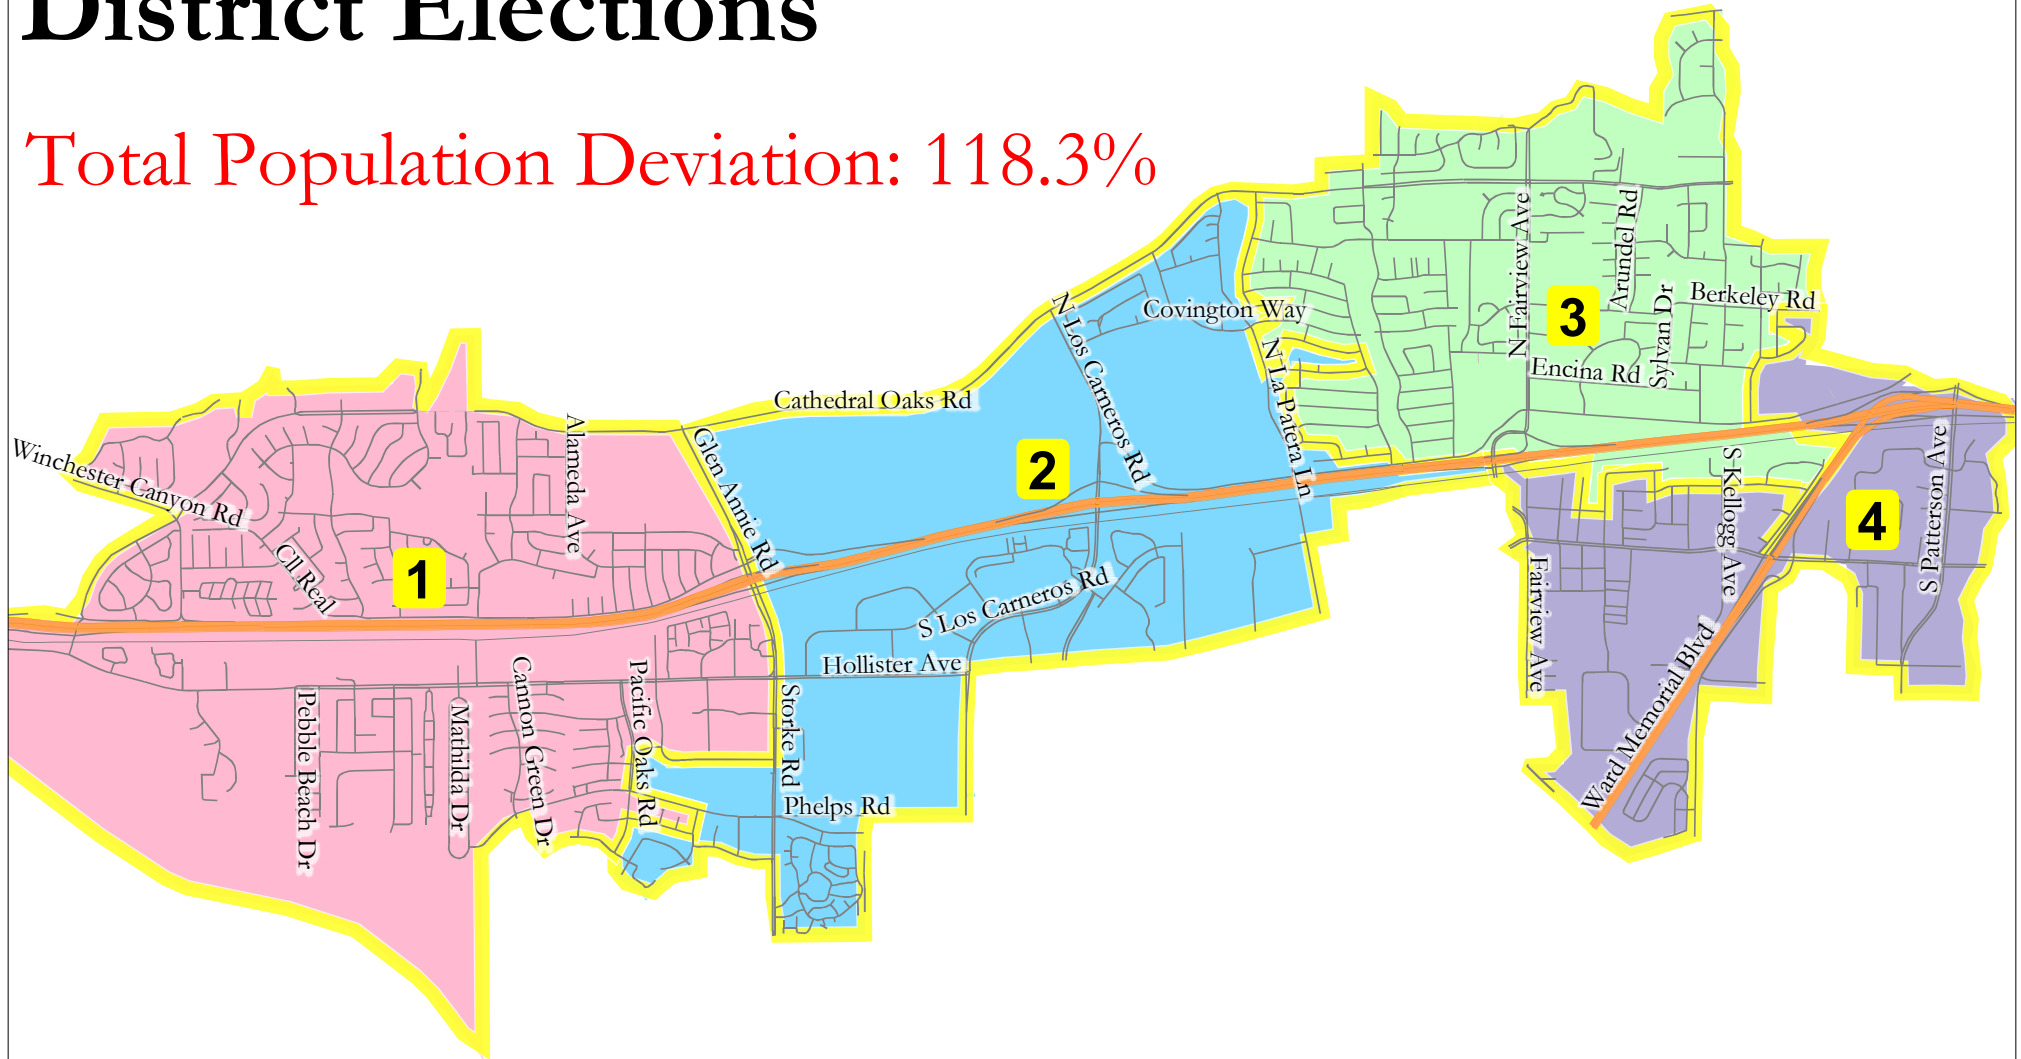 District Elections
Total Population Deviation: 118.3%
N Fairview Ave
Arundel Rd
Berkeley Rd
Sylvan Dr
3
Encina Rd
N Los Carneros Rd
Covington Way
N La Patera Ln
Cathedral Oaks Rd
Alameda Ave
Glen Annie Rd
2
Winchester Canyon Rd
Cll Real
1
S Kellogg Ave
S Patterson Ave
4
S Los Carneros Rd
Hollister Ave
Fairview Ave
Ward Memorial Blvd
Pebble Beach Dr
Mathilda Dr
Cannon Green Dr
Pacific Oaks Rd
Storke Rd
Phelps Rd